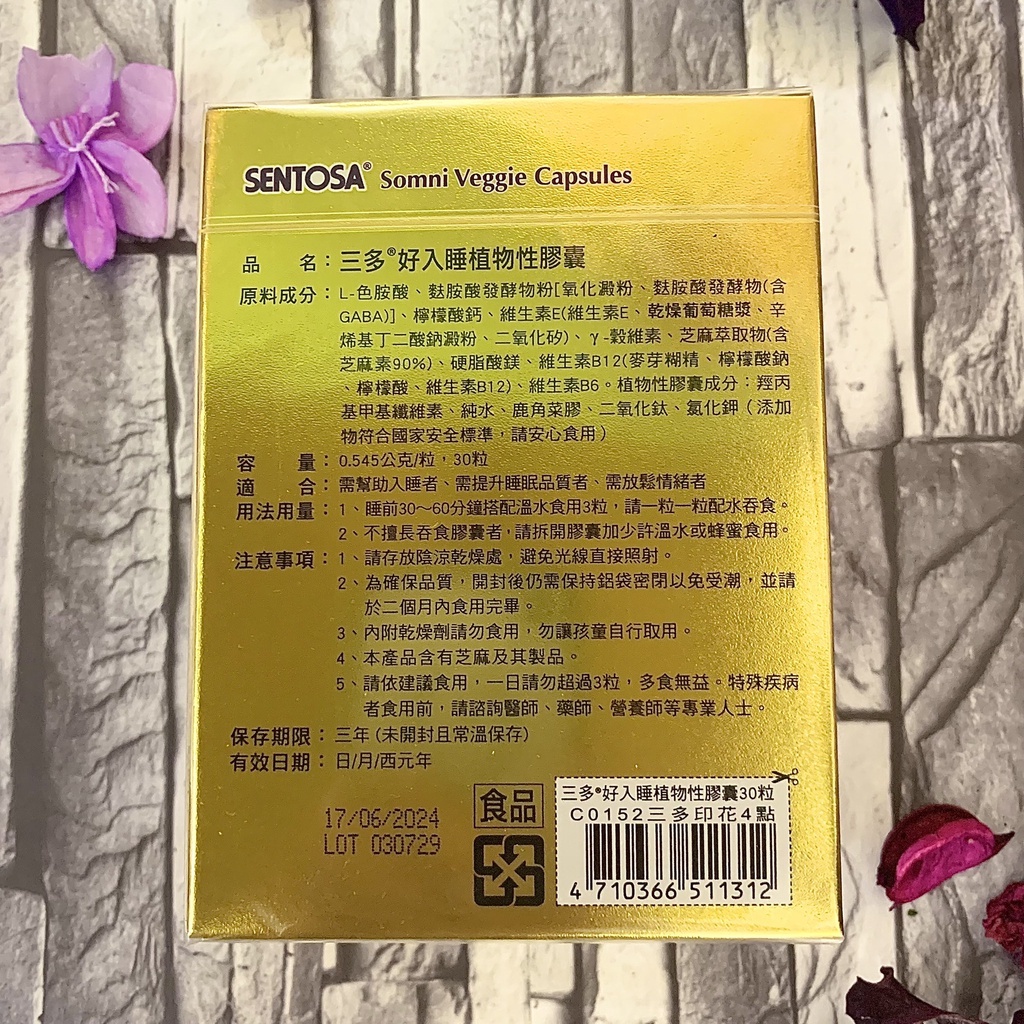 SENTOSA® Somni Veggie Capsules
品名：三多®好入睡植物性膠囊
原料成分：L-色胺酸、麩胺酸發酵物粉[氧化澱粉、麩胺酸發酵物(含
GABA)]、檸檬酸鈣、維生素E(維生素E、乾燥葡萄糖漿、辛
烯基丁二酸鈉澱粉、二氧化矽)、γ-穀維素、芝麻萃取物(含
芝麻素90%)、硬脂酸鎂、維生素B12(麥芽糊精、檸檬酸鈉
、檸檬酸、維生素B12)、維生素B6。植物性膠囊成分：羥丙
基甲基纖維素、純水、鹿角菜膠、二氧化鈦、氯化鉀（添加
物符合國家安全標準，請安心食用）
容量：0.545公克/粒，30粒
適合：需幫助入睡者、需提升睡眠品質者、需放鬆情緒者
用法用量：1、睡前30～60分鐘搭配溫水食用3粒，請一粒一粒配水吞食。
2、不擅長吞食膠囊者，請拆開膠囊加少許溫水或蜂蜜食用。
注意事項：1、請存放陰涼乾燥處，避免光線直接照射。
2、為確保品質，開封後仍需保持鋁袋密閉以免受潮，並請
於二個月內食用完畢。
3、內附乾燥劑請勿食用，勿讓孩童自行取用。
4、本產品含有芝麻及其製品。
5、請依建議食用，一日請勿超過3粒，多食無益。特殊疾病
者食用前，請諮詢醫師、藥師、營養師等專業人士。
保存期限：三年(未開封且常溫保存)
有效日期：日/月/西元年
17/06/2024
LOT 030729
食品
三多®好入睡植物性膠囊30粒
C0152三多印花4點
4 710366 511312